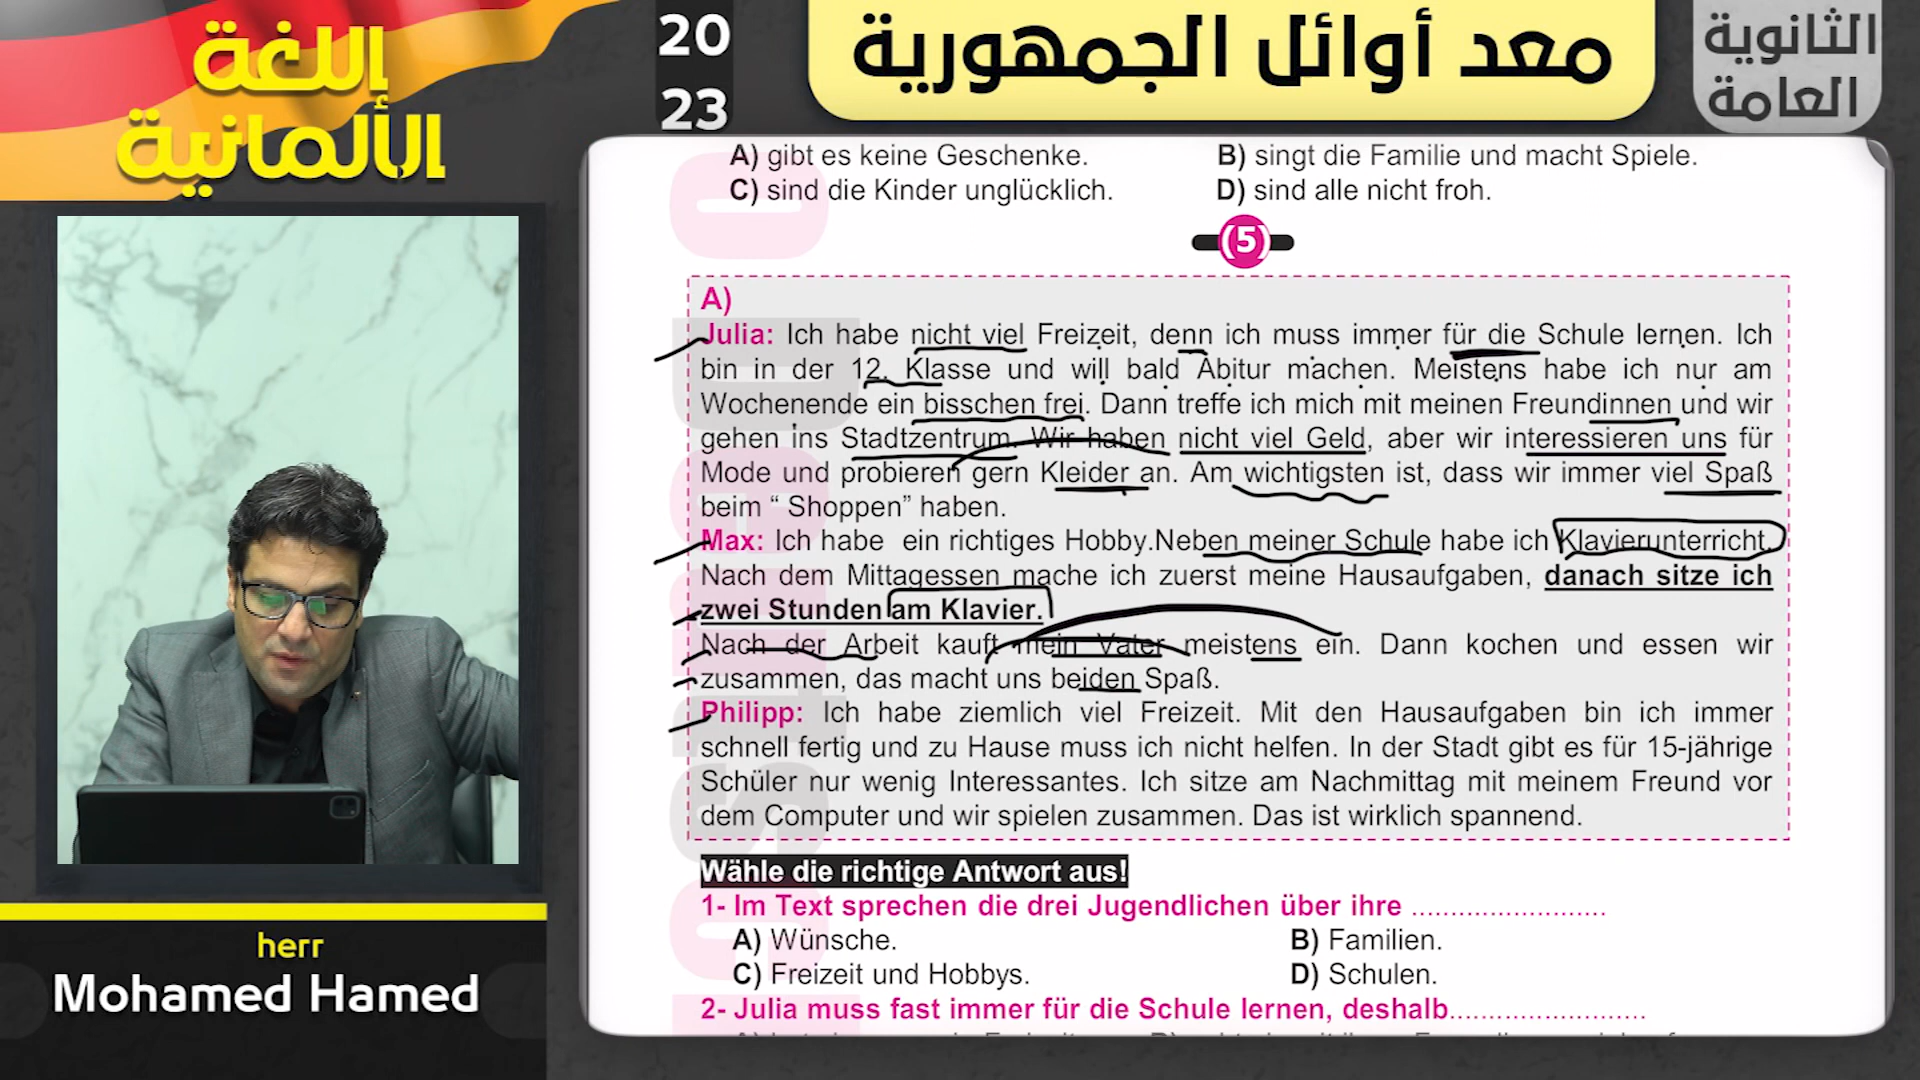 اللغة
الألمانية
20
23
معد أوائل الجمهورية
الثانوية
العامة
A) gibt es keine Geschenke. B) singt die Familie und macht Spiele.
C) sind die Kinder unglücklich. D) sind alle nicht froh.
(5)
A)
Julia: Ich habe nicht viel Freizeit, denn ich muss immer für die Schule lernen. Ich
bin in der 12. Klasse und will bald Abitur machen. Meistens habe ich nur am
Wochenende ein bisschen frei. Dann treffe ich mich mit meinen Freundinnen und wir
gehen ins Stadtzentrum. Wir haben nicht viel Geld, aber wir interessieren uns für
Mode und probieren gern Kleider an. Am wichtigsten ist, dass wir immer viel Spaß
beim “ Shoppen” haben.
Max: Ich habe ein richtiges Hobby.Neben meiner Schule habe ich Klavierunterricht.
Nach dem Mittagessen mache ich zuerst meine Hausaufgaben, danach sitze ich
zwei Stunden am Klavier.
Nach der Arbeit kauft mein Vater meistens ein. Dann kochen und essen wir
zusammen, das macht uns beiden Spaß.
Philipp: Ich habe ziemlich viel Freizeit. Mit den Hausaufgaben bin ich immer
schnell fertig und zu Hause muss ich nicht helfen. In der Stadt gibt es für 15-jährige
Schüler nur wenig Interessantes. Ich sitze am Nachmittag mit meinem Freund vor
dem Computer und wir spielen zusammen. Das ist wirklich spannend.
Wähle die richtige Antwort aus!
1- Im Text sprechen die drei Jugendlichen über ihre .........................
A) Wünsche. B) Familien.
C) Freizeit und Hobbys. D) Schulen.
2- Julia muss fast immer für die Schule lernen, deshalb.........................
herr
Mohamed Hamed